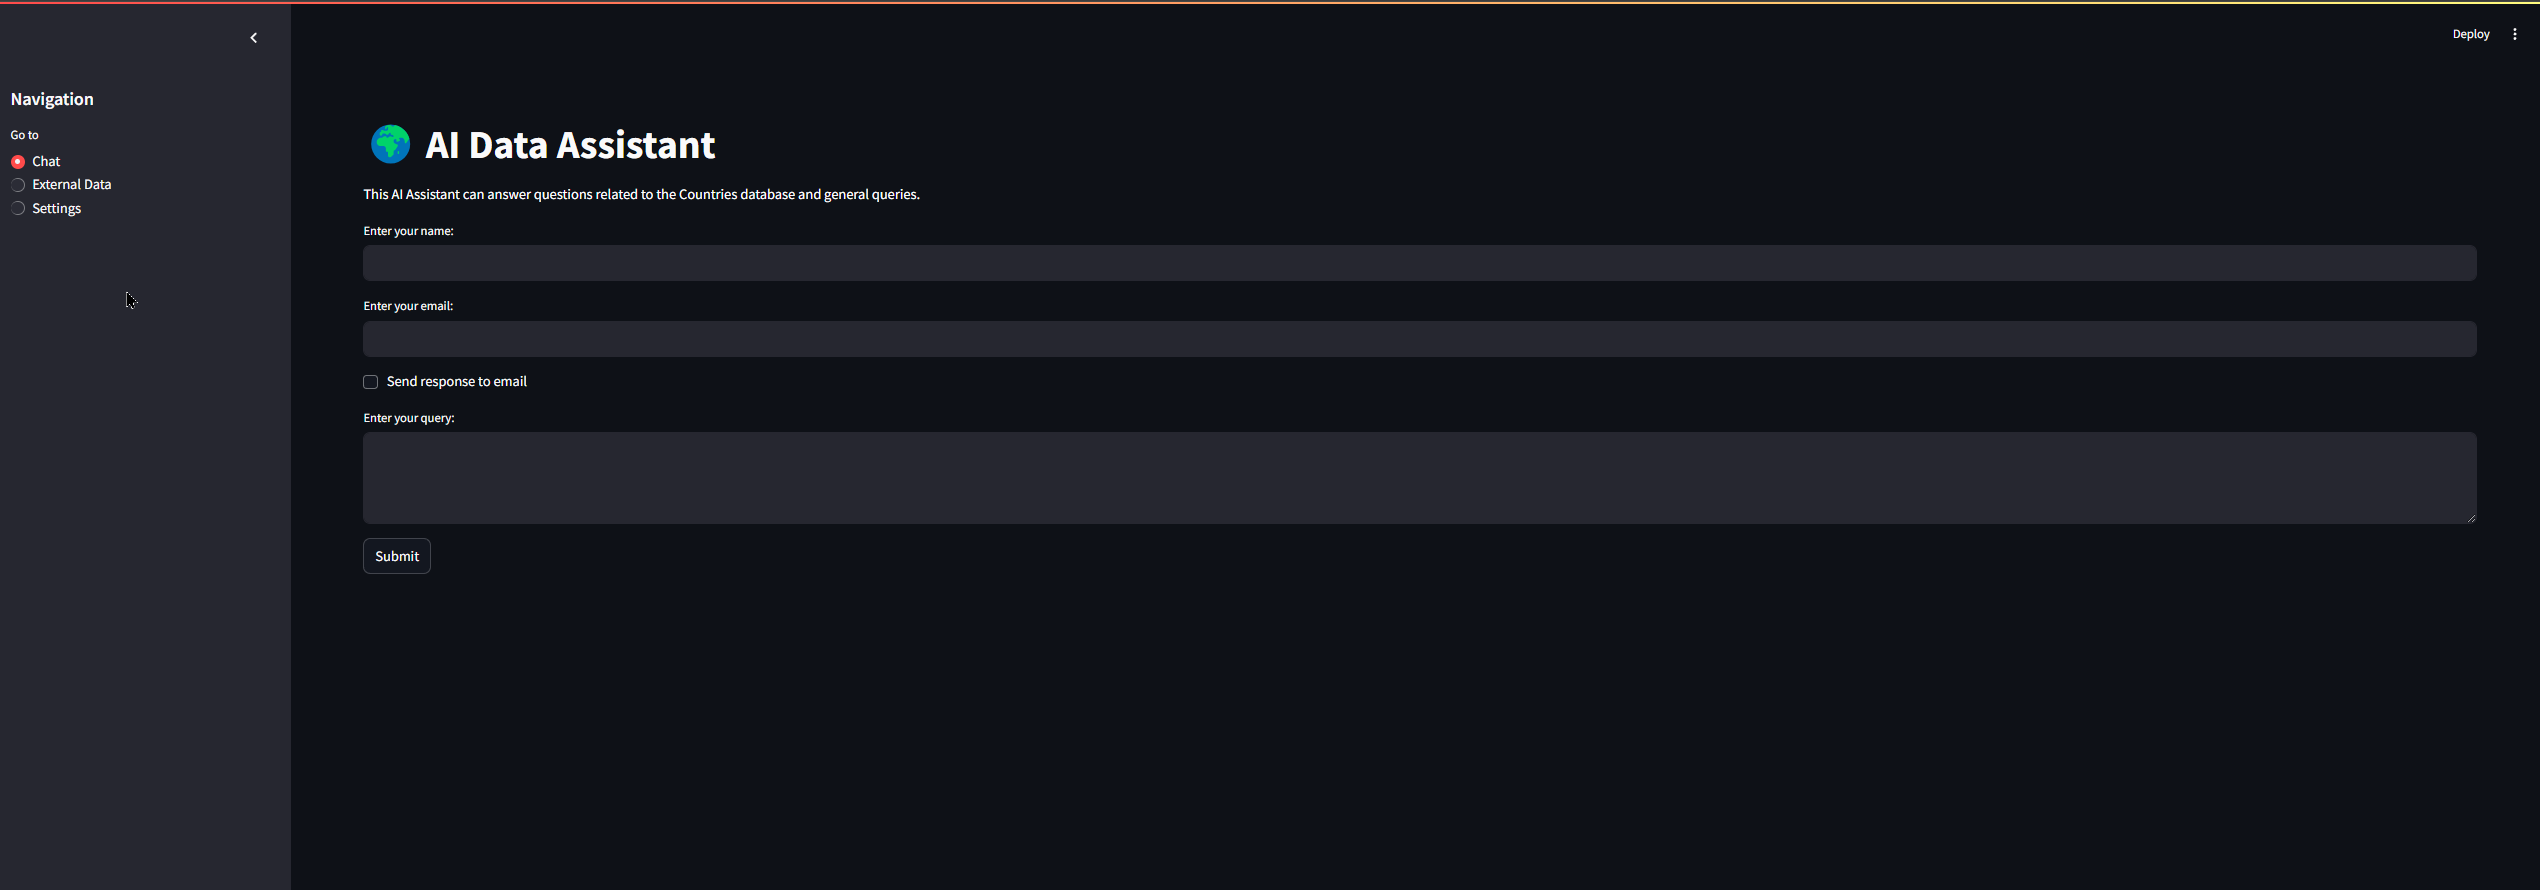 Deploy
Navigation
Go to
Chat
External Data
Settings
AI Data Assistant
This AI Assistant can answer questions related to the Countries database and general queries.
Enter your name:
Enter your email:
Send response to email
Enter your query:
Submit